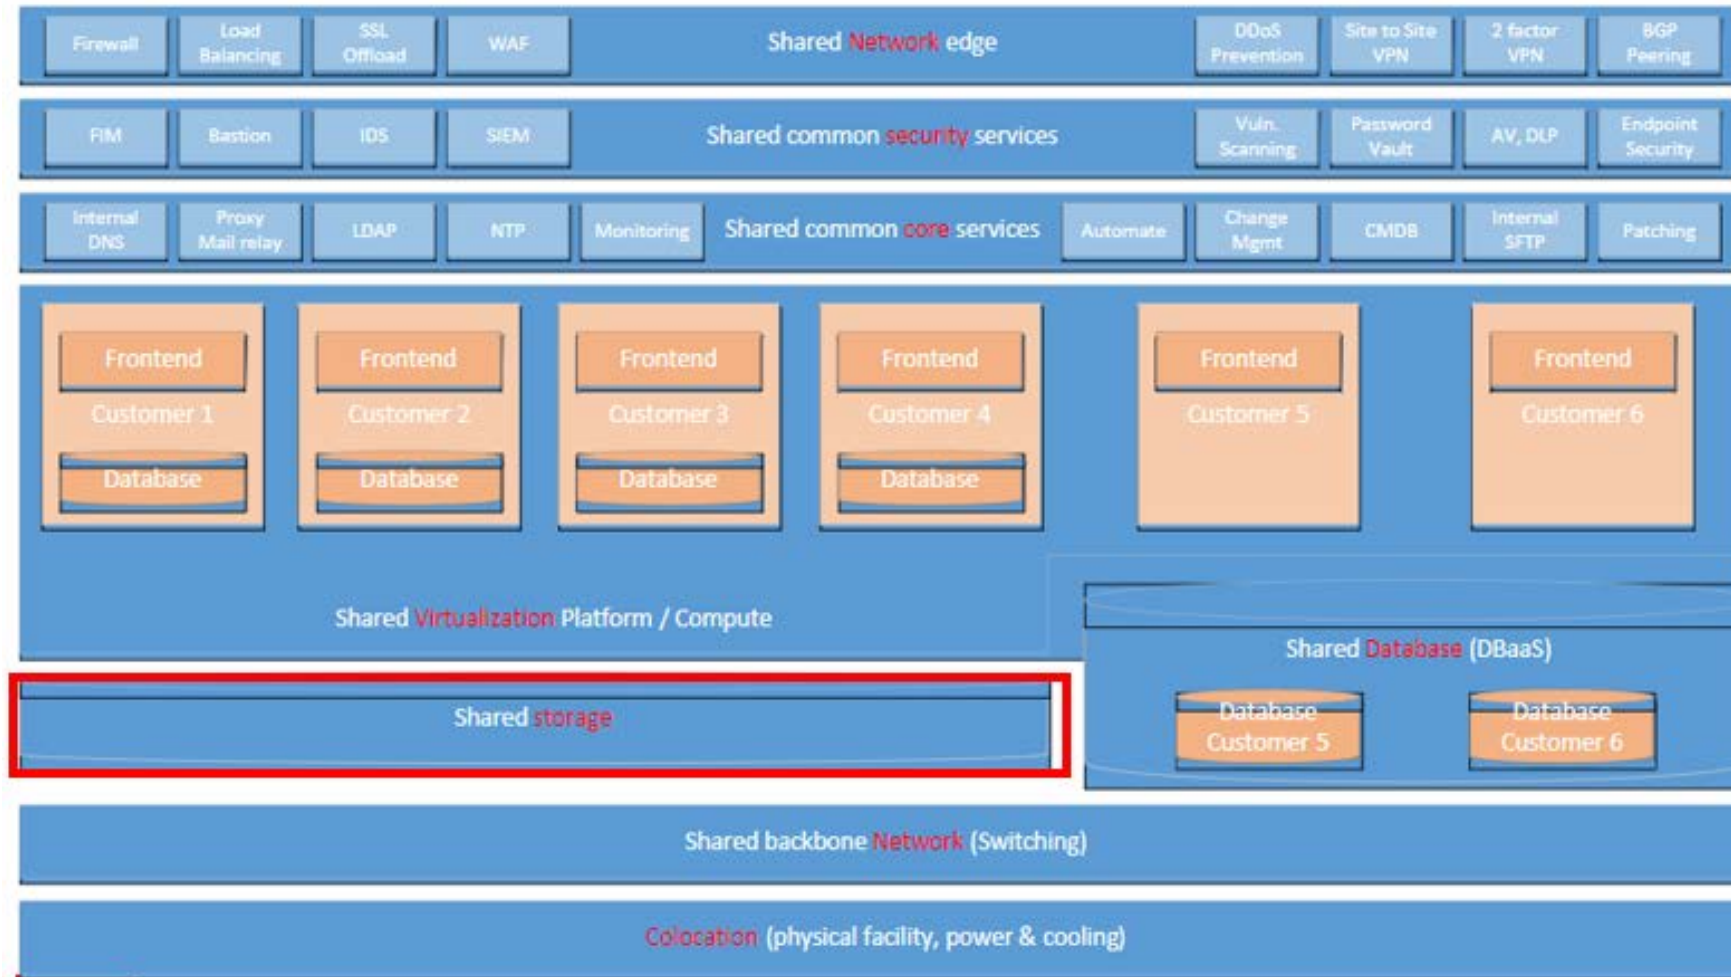 Firewall
Load
Balancing
SSL
Offload
WAF
Shared Network edge
DDoS
Prevention
Site to Site
VPN
2 factor
VPN
BGP
Peering
FIM
Bastion
IDS
SIEM
Shared common security services
Vuln.
Scanning
Password
Vault
AV, DLP
Endpoint
Security
Internal
DNS
Proxy
Mail relay
LDAP
NTP
Monitoring
Shared common core services
Automate
Change
Mgmt
CMDB
Internal
SFTP
Patching
Frontend
Customer 1
Database
Frontend
Customer 2
Database
Frontend
Customer 3
Database
Frontend
Customer 4
Database
Frontend
Customer 5
Frontend
Customer 6
Shared Virtualization Platform / Compute
Shared Database (DBaaS)
Database
Customer 5
Database
Customer 6
Shared storage
Shared backbone Network (Switching)
Colocation (physical facility, power & cooling)